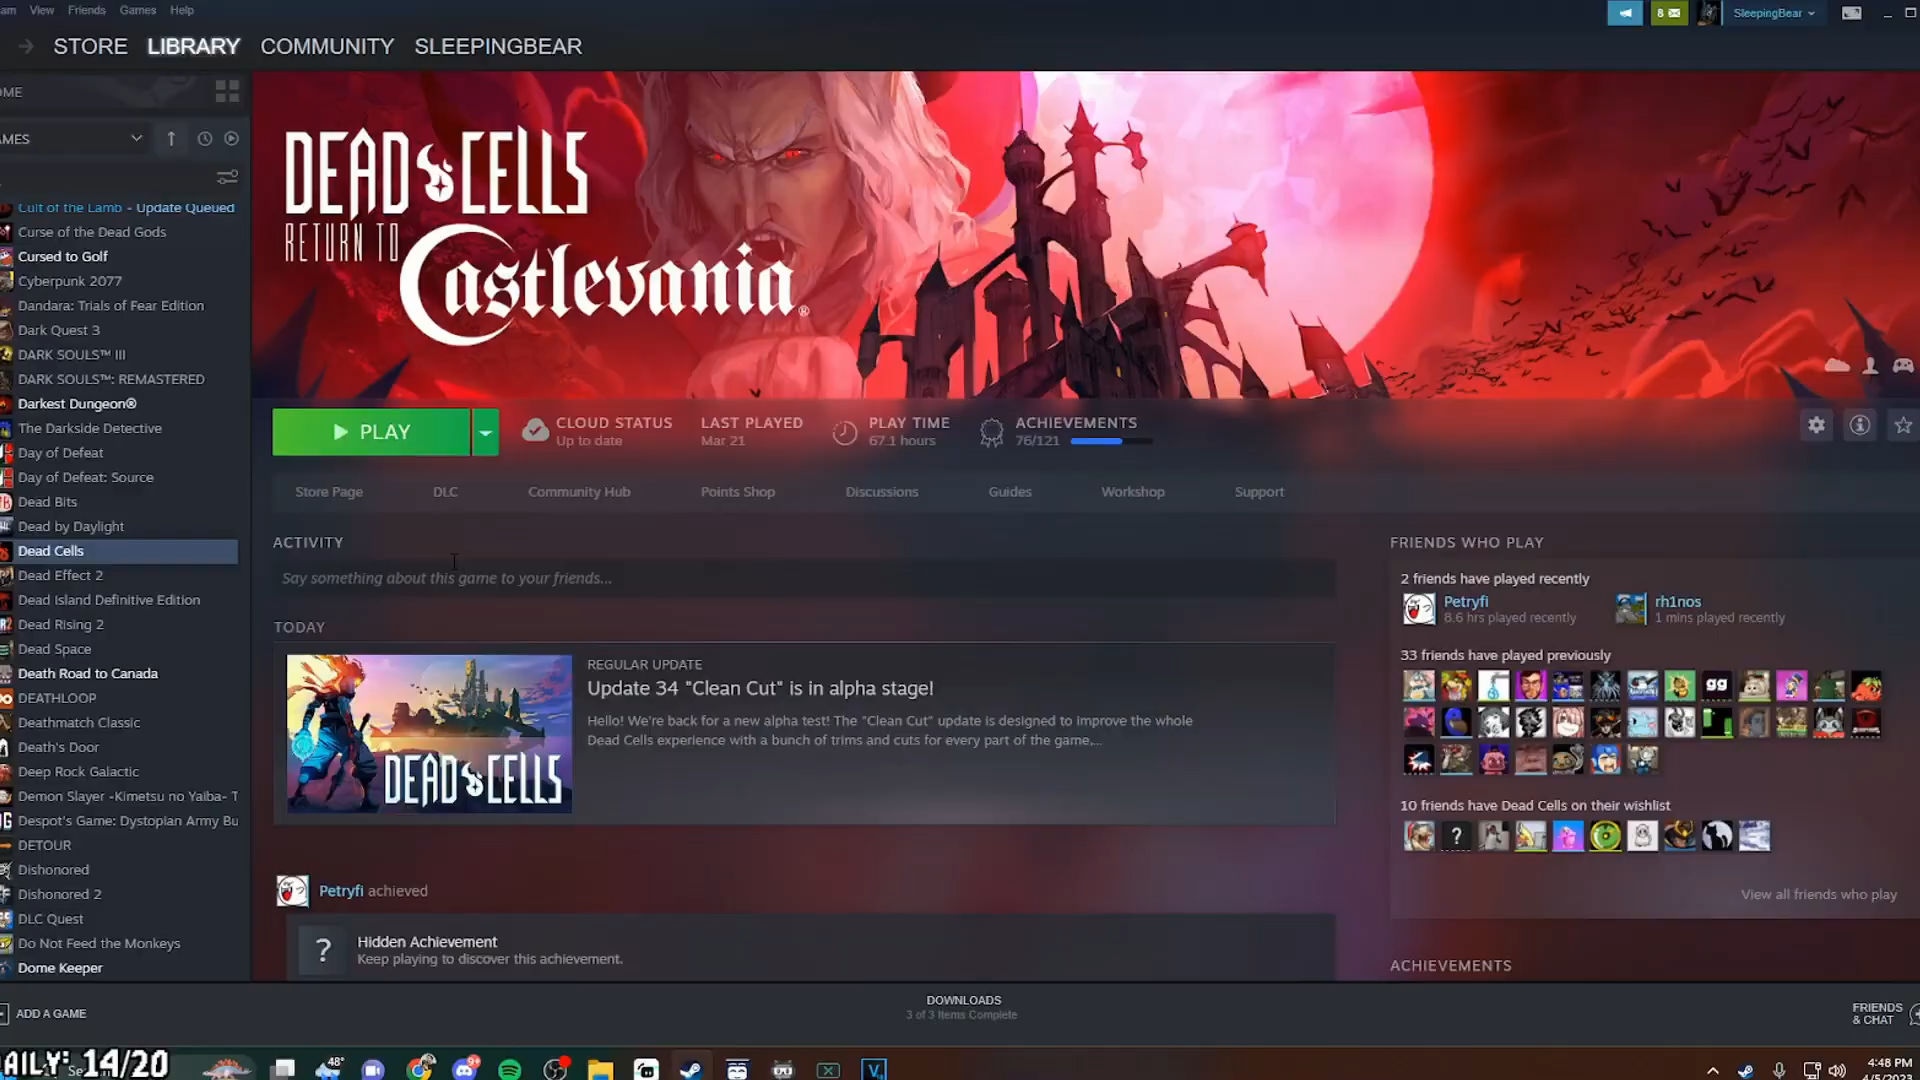 am View Friends Games Help
8
SleepingBear
STORE LIBRARY COMMUNITY SLEEPINGBEAR
OME
AMES
Cult of the Lamb - Update Queued
Curse of the Dead Gods
Cursed to Golf
Cyberpunk 2077
Dandara: Trials of Fear Edition
Dark Quest 3
DARK SOULS™ III
DARK SOULS™: REMASTERED
Darkest Dungeon®
The Darkside Detective
Day of Defeat
Day of Defeat: Source
Dead Bits
Dead by Daylight
Dead Cells
Dead Effect 2
Dead Island Definitive Edition
Dead Rising 2
Dead Space
Death Road to Canada
DEATHLOOP
Deathmatch Classic
Death's Door
Deep Rock Galactic
Demon Slayer -Kimetsu no Yaiba- T
Despot's Game: Dystopian Army Bu
DETOUR
Dishonored
Dishonored 2
DLC Quest
Do Not Feed the Monkeys
Dome Keeper
DEAD CELLS
RETURN TO
Castlevania®
PLAY
CLOUD STATUS
Up to date
LAST PLAYED
Mar 21
PLAY TIME
67.1 hours
ACHIEVEMENTS
76/121
Store Page DLC Community Hub Points Shop Discussions Guides Workshop Support
ACTIVITY
Say something about this game to your friends...
TODAY
DEAD CELLS
REGULAR UPDATE
Update 34 "Clean Cut" is in alpha stage!
Hello! We're back for a new alpha test! The "Clean Cut" update is designed to improve the whole
Dead Cells experience with a bunch of trims and cuts for every part of the game,...
Petryfi achieved
?
Hidden Achievement
Keep playing to discover this achievement.
FRIENDS WHO PLAY
2 friends have played recently
Petryfi
8.6 hrs played recently
rh1nos
1 mins played recently
33 friends have played previously
gg
10 friends have Dead Cells on their wishlist
?
View all friends who play
ACHIEVEMENTS
ADD A GAME
DOWNLOADS
3 of 3 Items Complete
FRIENDS
& CHAT
AILY: 14/20
48°
4:48 PM
4/5/2023